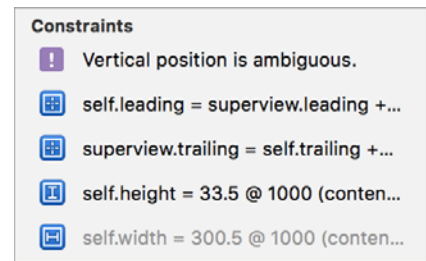 Constraints
! Vertical position is ambiguous.
self.leading = superview.leading +...
superview.trailing = self.trailing +...
self.height = 33.5 @ 1000 (conten...
self.width = 300.5 @ 1000 (conten...